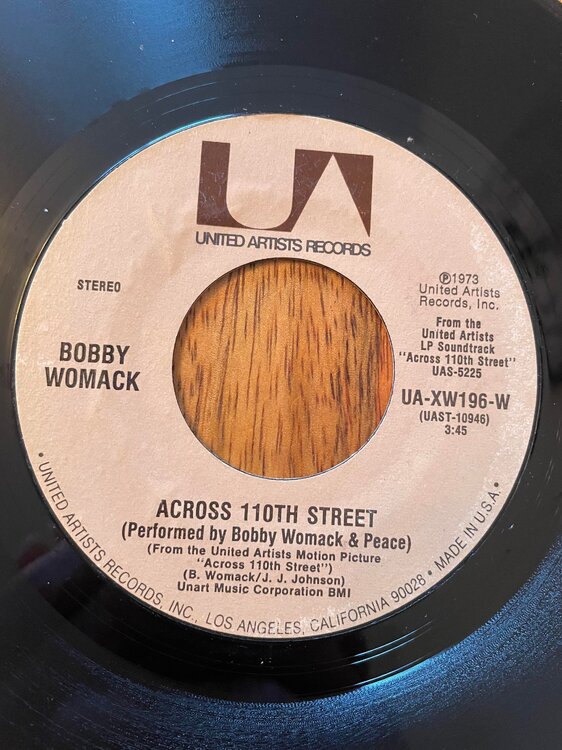 UA
UNITED ARTISTS RECORDS
STEREO
℗1973
United Artists
Records, Inc.
From the
United Artists
LP Soundtrack
"Across 110th Street"
UAS-5225
BOBBY
WOMACK
UA-XW196-W
(UAST-10946)
3:45
ACROSS 110TH STREET
(Performed by Bobby Womack & Peace)
(From the United Artists Motion Picture
"Across 110th Street")
(B. Womack/J. J. Johnson)
Unart Music Corporation BMI
• UNITED ARTISTS RECORDS, INC., LOS ANGELES, CALIFORNIA 90028 • MADE IN U.S.A. •